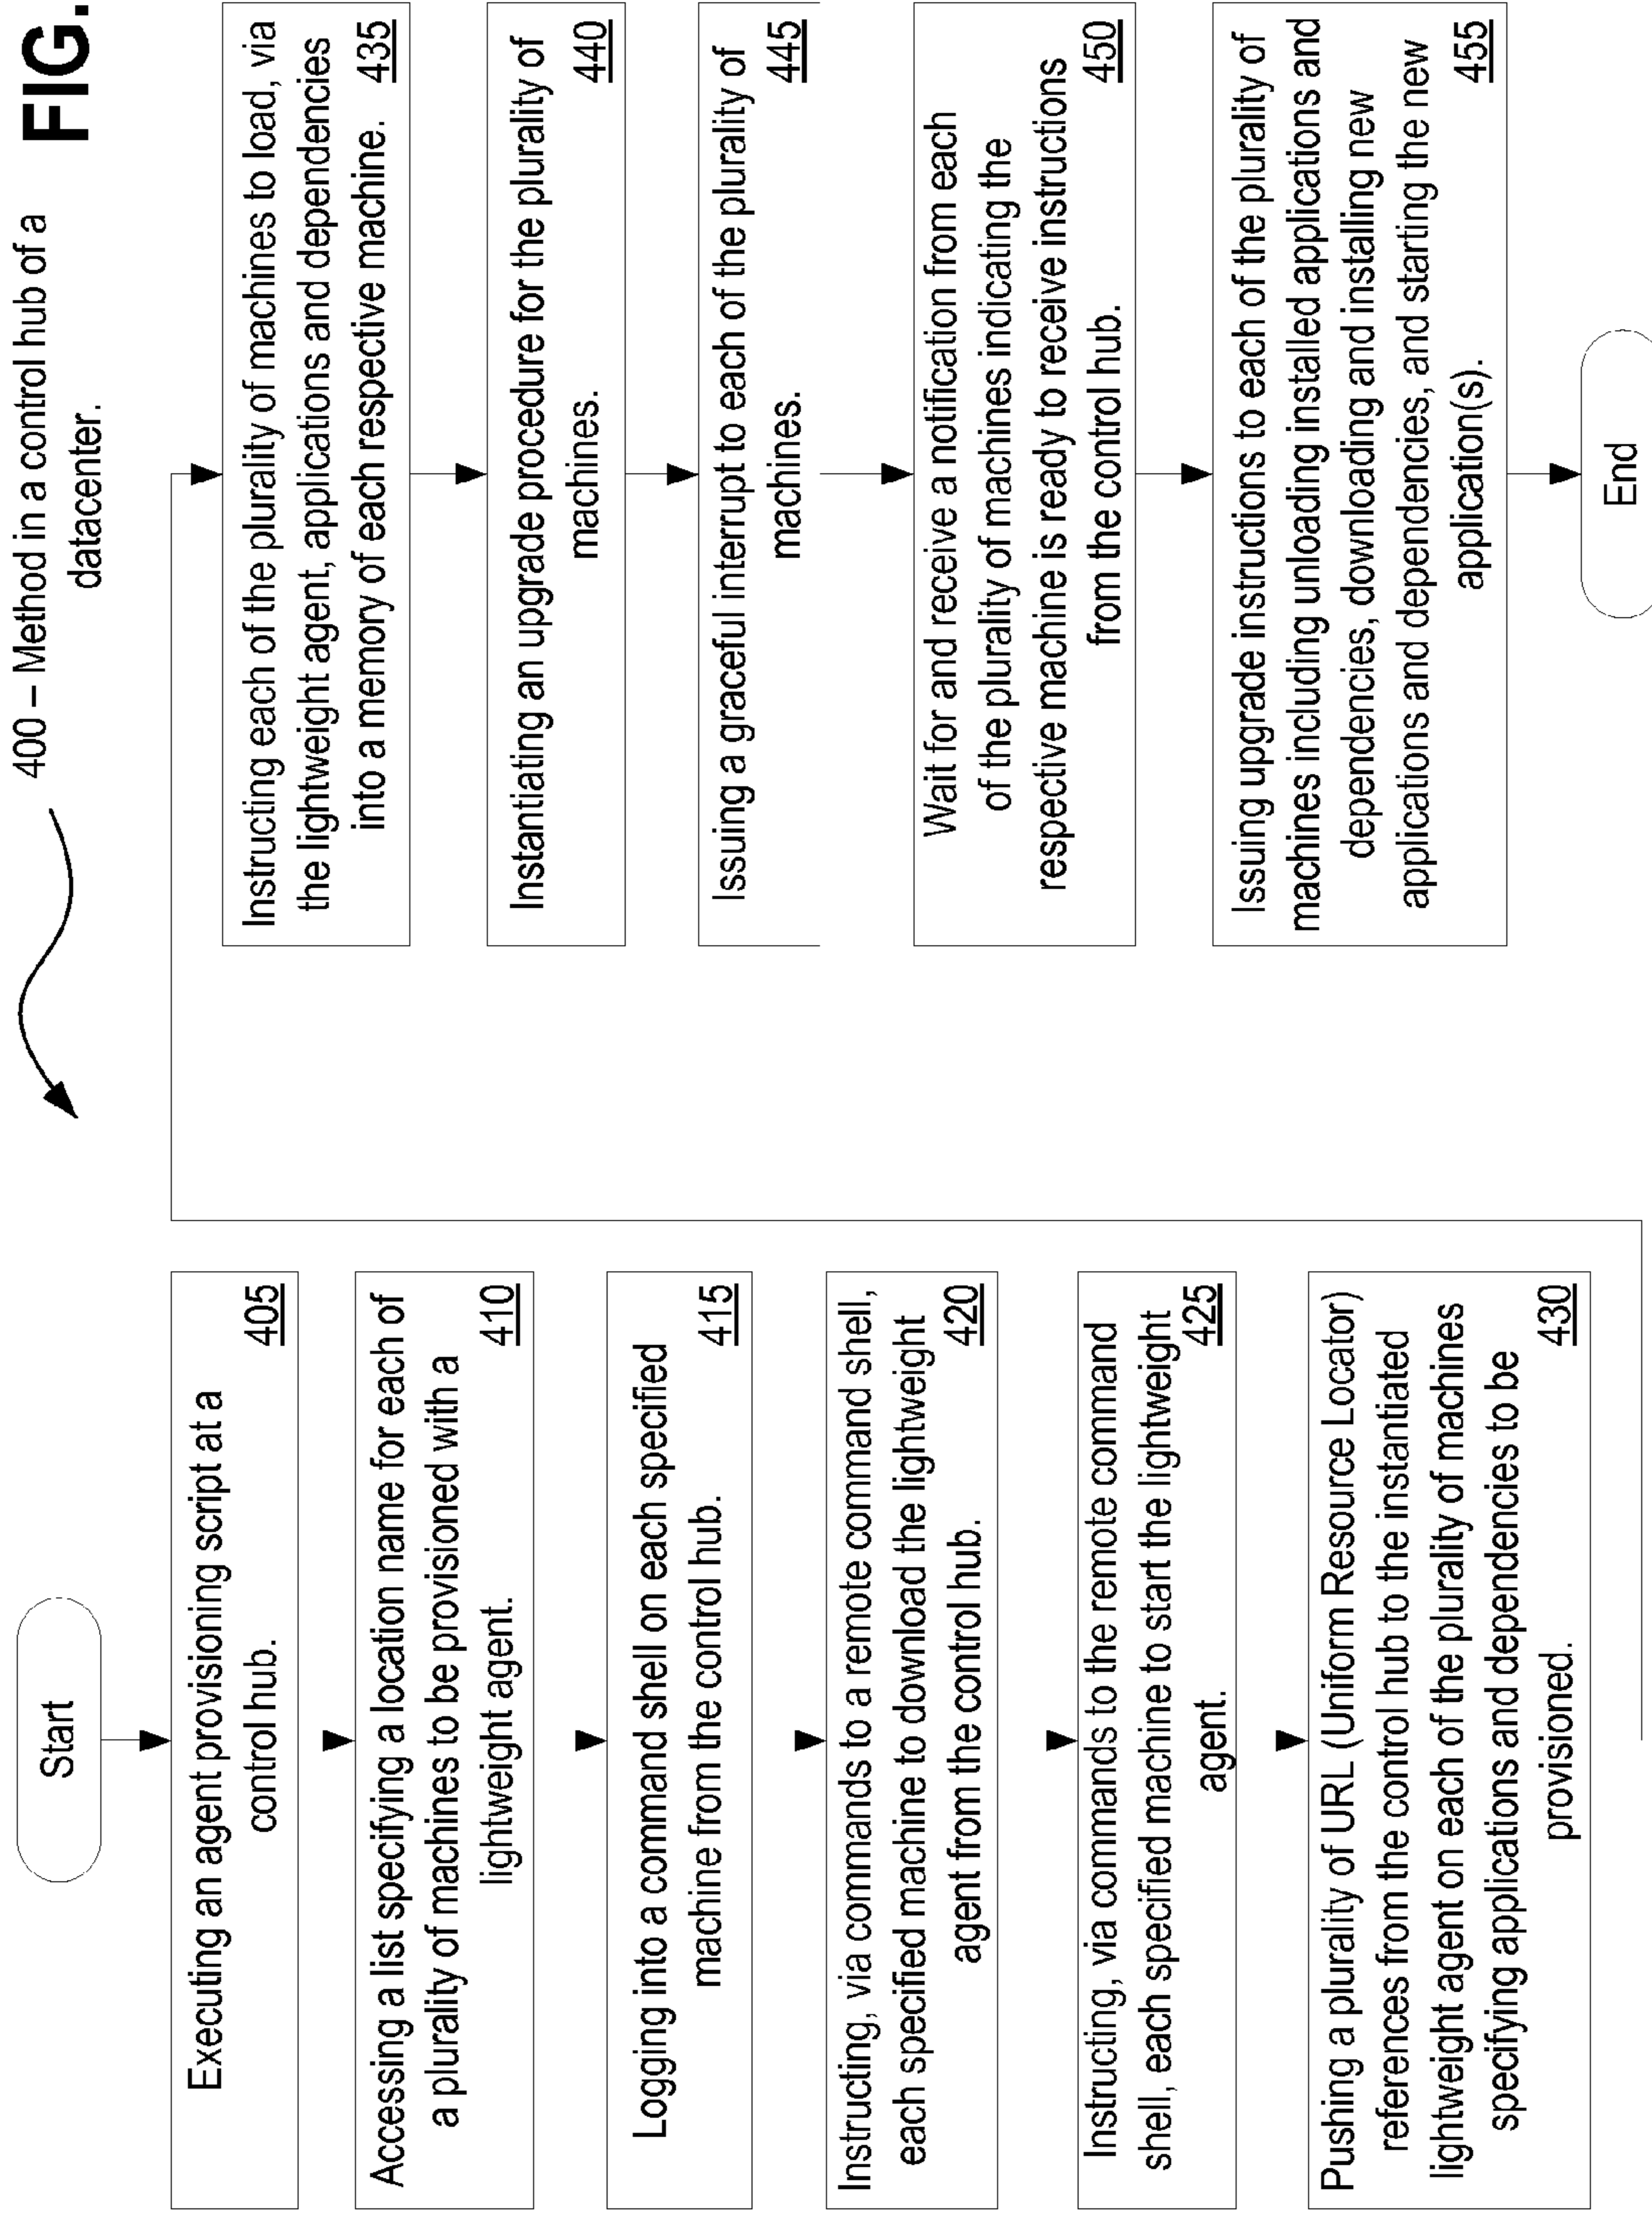 400 – Method in a control hub of a
datacenter.
FIG.
Start
Executing an agent provisioning script at a
control hub.
405
Accessing a list specifying a location name for each of
a plurality of machines to be provisioned with a
lightweight agent.
410
Logging into a command shell on each specified
machine from the control hub.
415
Instructing, via commands to a remote command shell,
each specified machine to download the lightweight
agent from the control hub.
420
Instructing, via commands to the remote command
shell, each specified machine to start the lightweight
agent.
425
Pushing a plurality of URL (Uniform Resource Locator)
references from the control hub to the instantiated
lightweight agent on each of the plurality of machines
specifying applications and dependencies to be
provisioned.
430
Instructing each of the plurality of machines to load, via
the lightweight agent, applications and dependencies
into a memory of each respective machine.
435
Instantiating an upgrade procedure for the plurality of
machines.
440
Issuing a graceful interrupt to each of the plurality of
machines.
445
Wait for and receive a notification from each
of the plurality of machines indicating the
respective machine is ready to receive instructions
from the control hub.
450
Issuing upgrade instructions to each of the plurality of
machines including unloading installed applications and
dependencies, downloading and installing new
applications and dependencies, and starting the new
application(s).
455
End